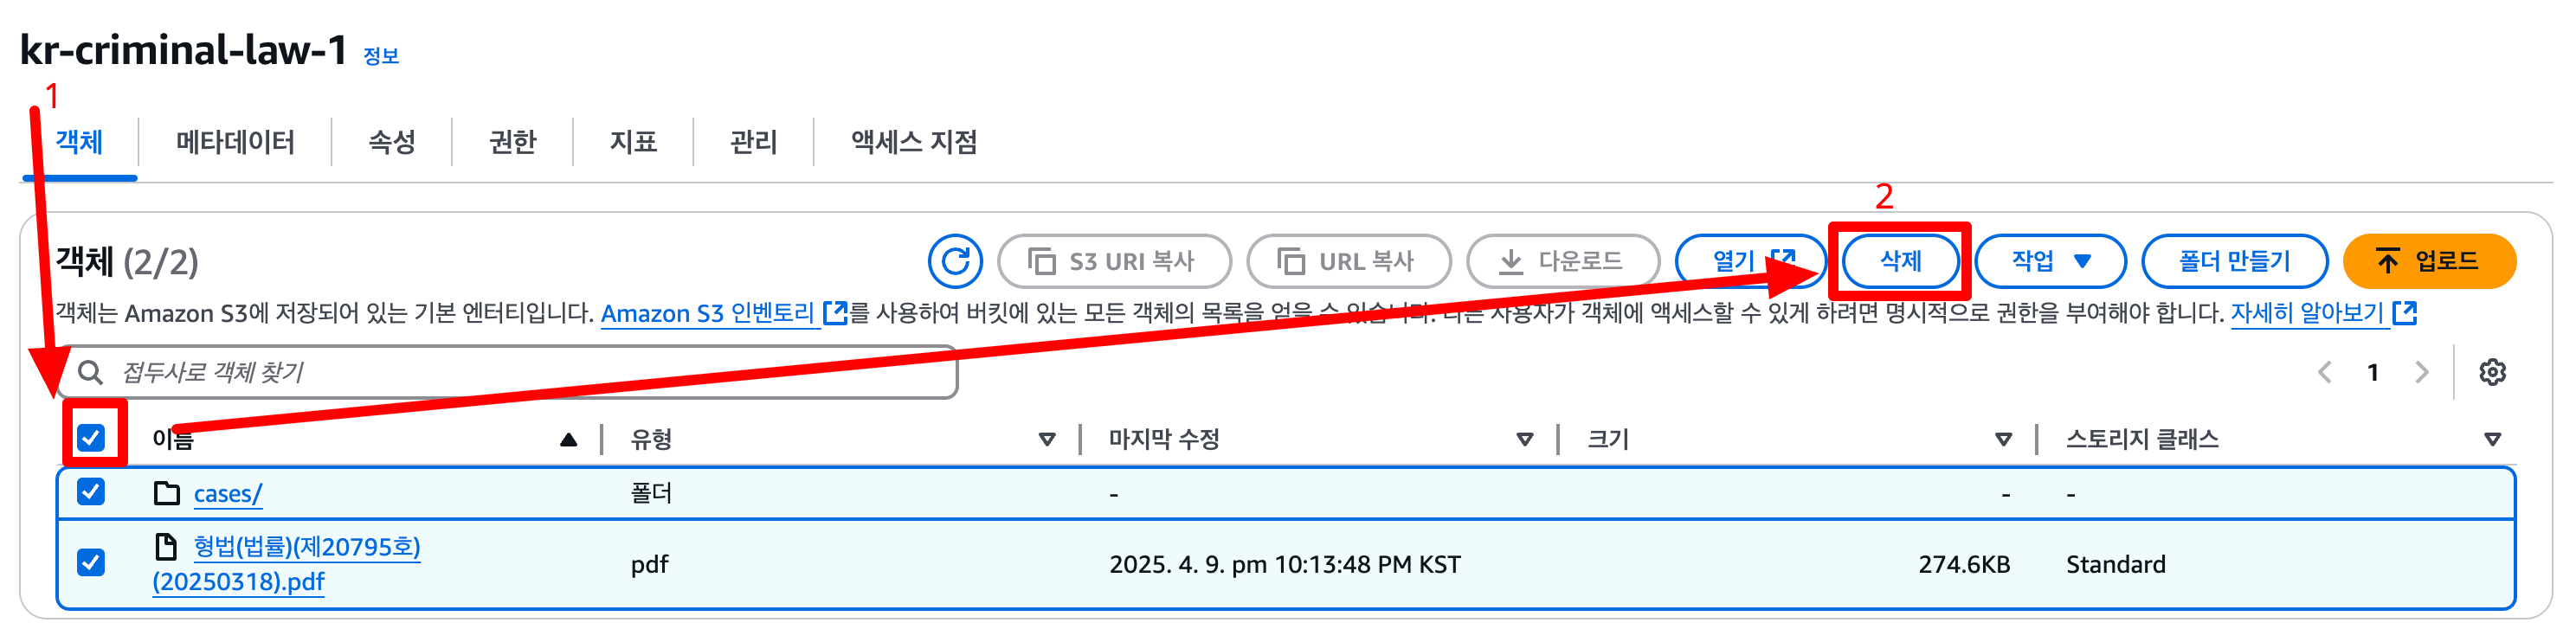 kr-criminal-law-1 정보
1
객체 메타데이터 속성 권한 지표 관리 액세스 지점
2
객체 (2/2) S3 URI 복사 URL 복사 다운로드 열기 삭제 작업 폴더 만들기 업로드
객체는 Amazon S3에 저장되어 있는 기본 엔터티입니다. Amazon S3 인벤토리 를 사용하여 버킷에 있는 모든 객체의 목록을 얻을 수 있습니다. 다른 사용자가 객체에 액세스할 수 있게 하려면 명시적으로 권한을 부여해야 합니다. 자세히 알아보기
접두사로 객체 찾기 1
이름 유형 마지막 수정 크기 스토리지 클래스
cases/ 폴더 - - -
형법(법률)(제20795호)
(20250318).pdf pdf 2025. 4. 9. pm 10:13:48 PM KST 274.6KB Standard